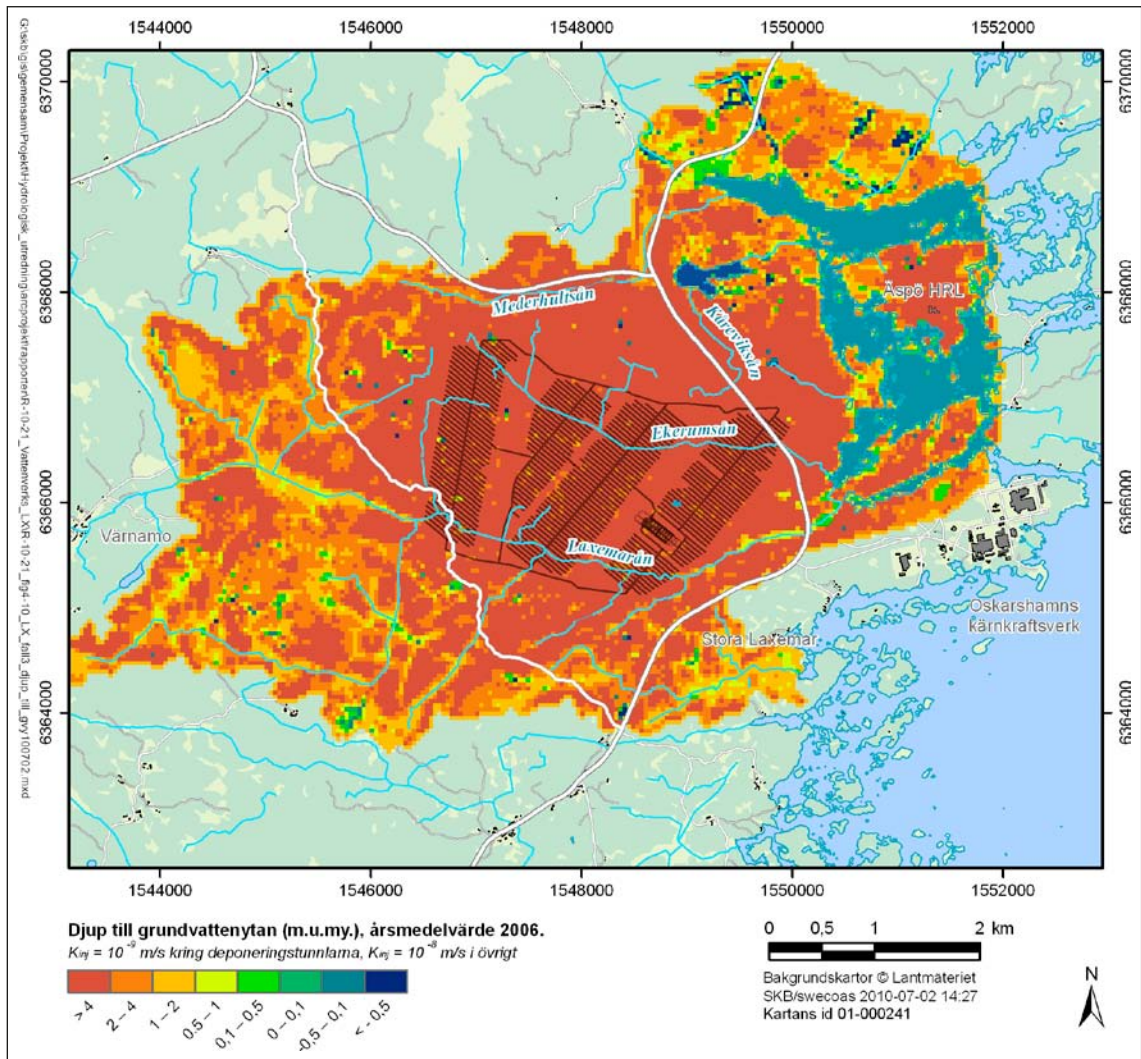 1544000 1546000 1548000 1550000 1552000
6370000 6370000
6368000 6368000
6366000 6366000
6364000 6364000
Mederhultsån
Kåreviksån
Äspö HRL
Ekerumsån
Värnamo
Laxemarån
Oskarshamns
kärnkraftsverk
Stora Laxemar
1544000 1546000 1548000 1550000 1552000
Djup till grundvattenytan (m.u.my.), årsmedelvärde 2006.
Kinj = 10⁻⁹ m/s kring deponeringstunnlarna, Kinj = 10⁻⁸ m/s i övrigt
> 4
2 – 4
1 – 2
0.5 – 1
0,1 – 0.5
0 – 0,1
-0,5 – 0.1
< - 0.5
0 0,5 1 2 km
Bakgrundskartor © Lantmäteriet
SKB/swecoas 2010-07-02 14:27
Kartans id 01-000241
N